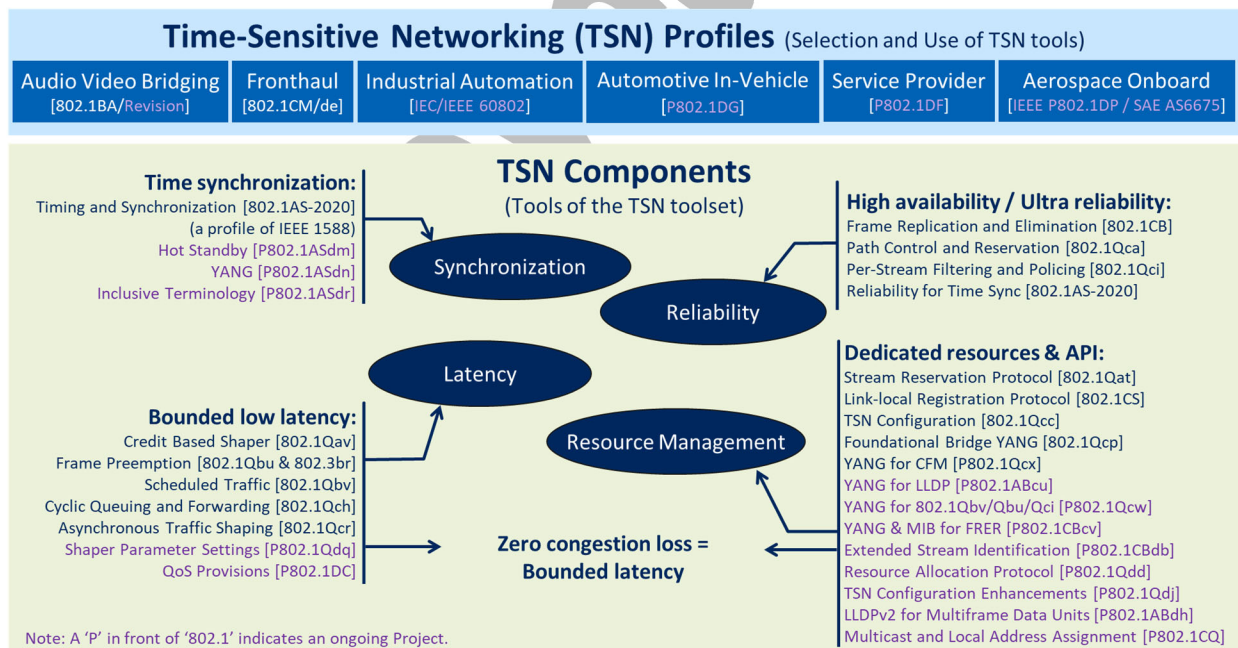 Time-Sensitive Networking (TSN) Profiles (Selection and Use of TSN tools)
Audio Video Bridging
[802.1BA/Revision]
Fronthaul
[802.1CM/de]
Industrial Automation
[IEC/IEEE 60802]
Automotive In-Vehicle
[P802.1DG]
Service Provider
[P802.1DF]
Aerospace Onboard
[IEEE P802.1DP / SAE AS6675]
TSN Components
(Tools of the TSN toolset)
Time synchronization:
Timing and Synchronization [802.1AS-2020]
(a profile of IEEE 1588)
Hot Standby [P802.1ASdm]
YANG [P802.1ASdn]
Inclusive Terminology [P802.1ASdr]
Synchronization
High availability / Ultra reliability:
Frame Replication and Elimination [802.1CB]
Path Control and Reservation [802.1Qca]
Per-Stream Filtering and Policing [802.1Qci]
Reliability for Time Sync [802.1AS-2020]
Reliability
Latency
Bounded low latency:
Credit Based Shaper [802.1Qav]
Frame Preemption [802.1Qbu & 802.3br]
Scheduled Traffic [802.1Qbv]
Cyclic Queuing and Forwarding [802.1Qch]
Asynchronous Traffic Shaping [802.1Qcr]
Shaper Parameter Settings [P802.1Qdq]
QoS Provisions [P802.1DC]
Resource Management
Dedicated resources & API:
Stream Reservation Protocol [802.1Qat]
Link-local Registration Protocol [802.1CS]
TSN Configuration [802.1Qcc]
Foundational Bridge YANG [802.1Qcp]
YANG for CFM [P802.1Qcx]
YANG for LLDP [P802.1ABcu]
YANG for 802.1Qbv/Qbu/Qci [P802.1Qcw]
YANG & MIB for FRER [P802.1CBcv]
Extended Stream Identification [P802.1CBdb]
Resource Allocation Protocol [P802.1Qdd]
TSN Configuration Enhancements [P802.1Qdj]
LLDPv2 for Multiframe Data Units [P802.1ABdh]
Multicast and Local Address Assignment [P802.1CQ]
Zero congestion loss =
Bounded latency
Note: A 'P' in front of '802.1' indicates an ongoing Project.